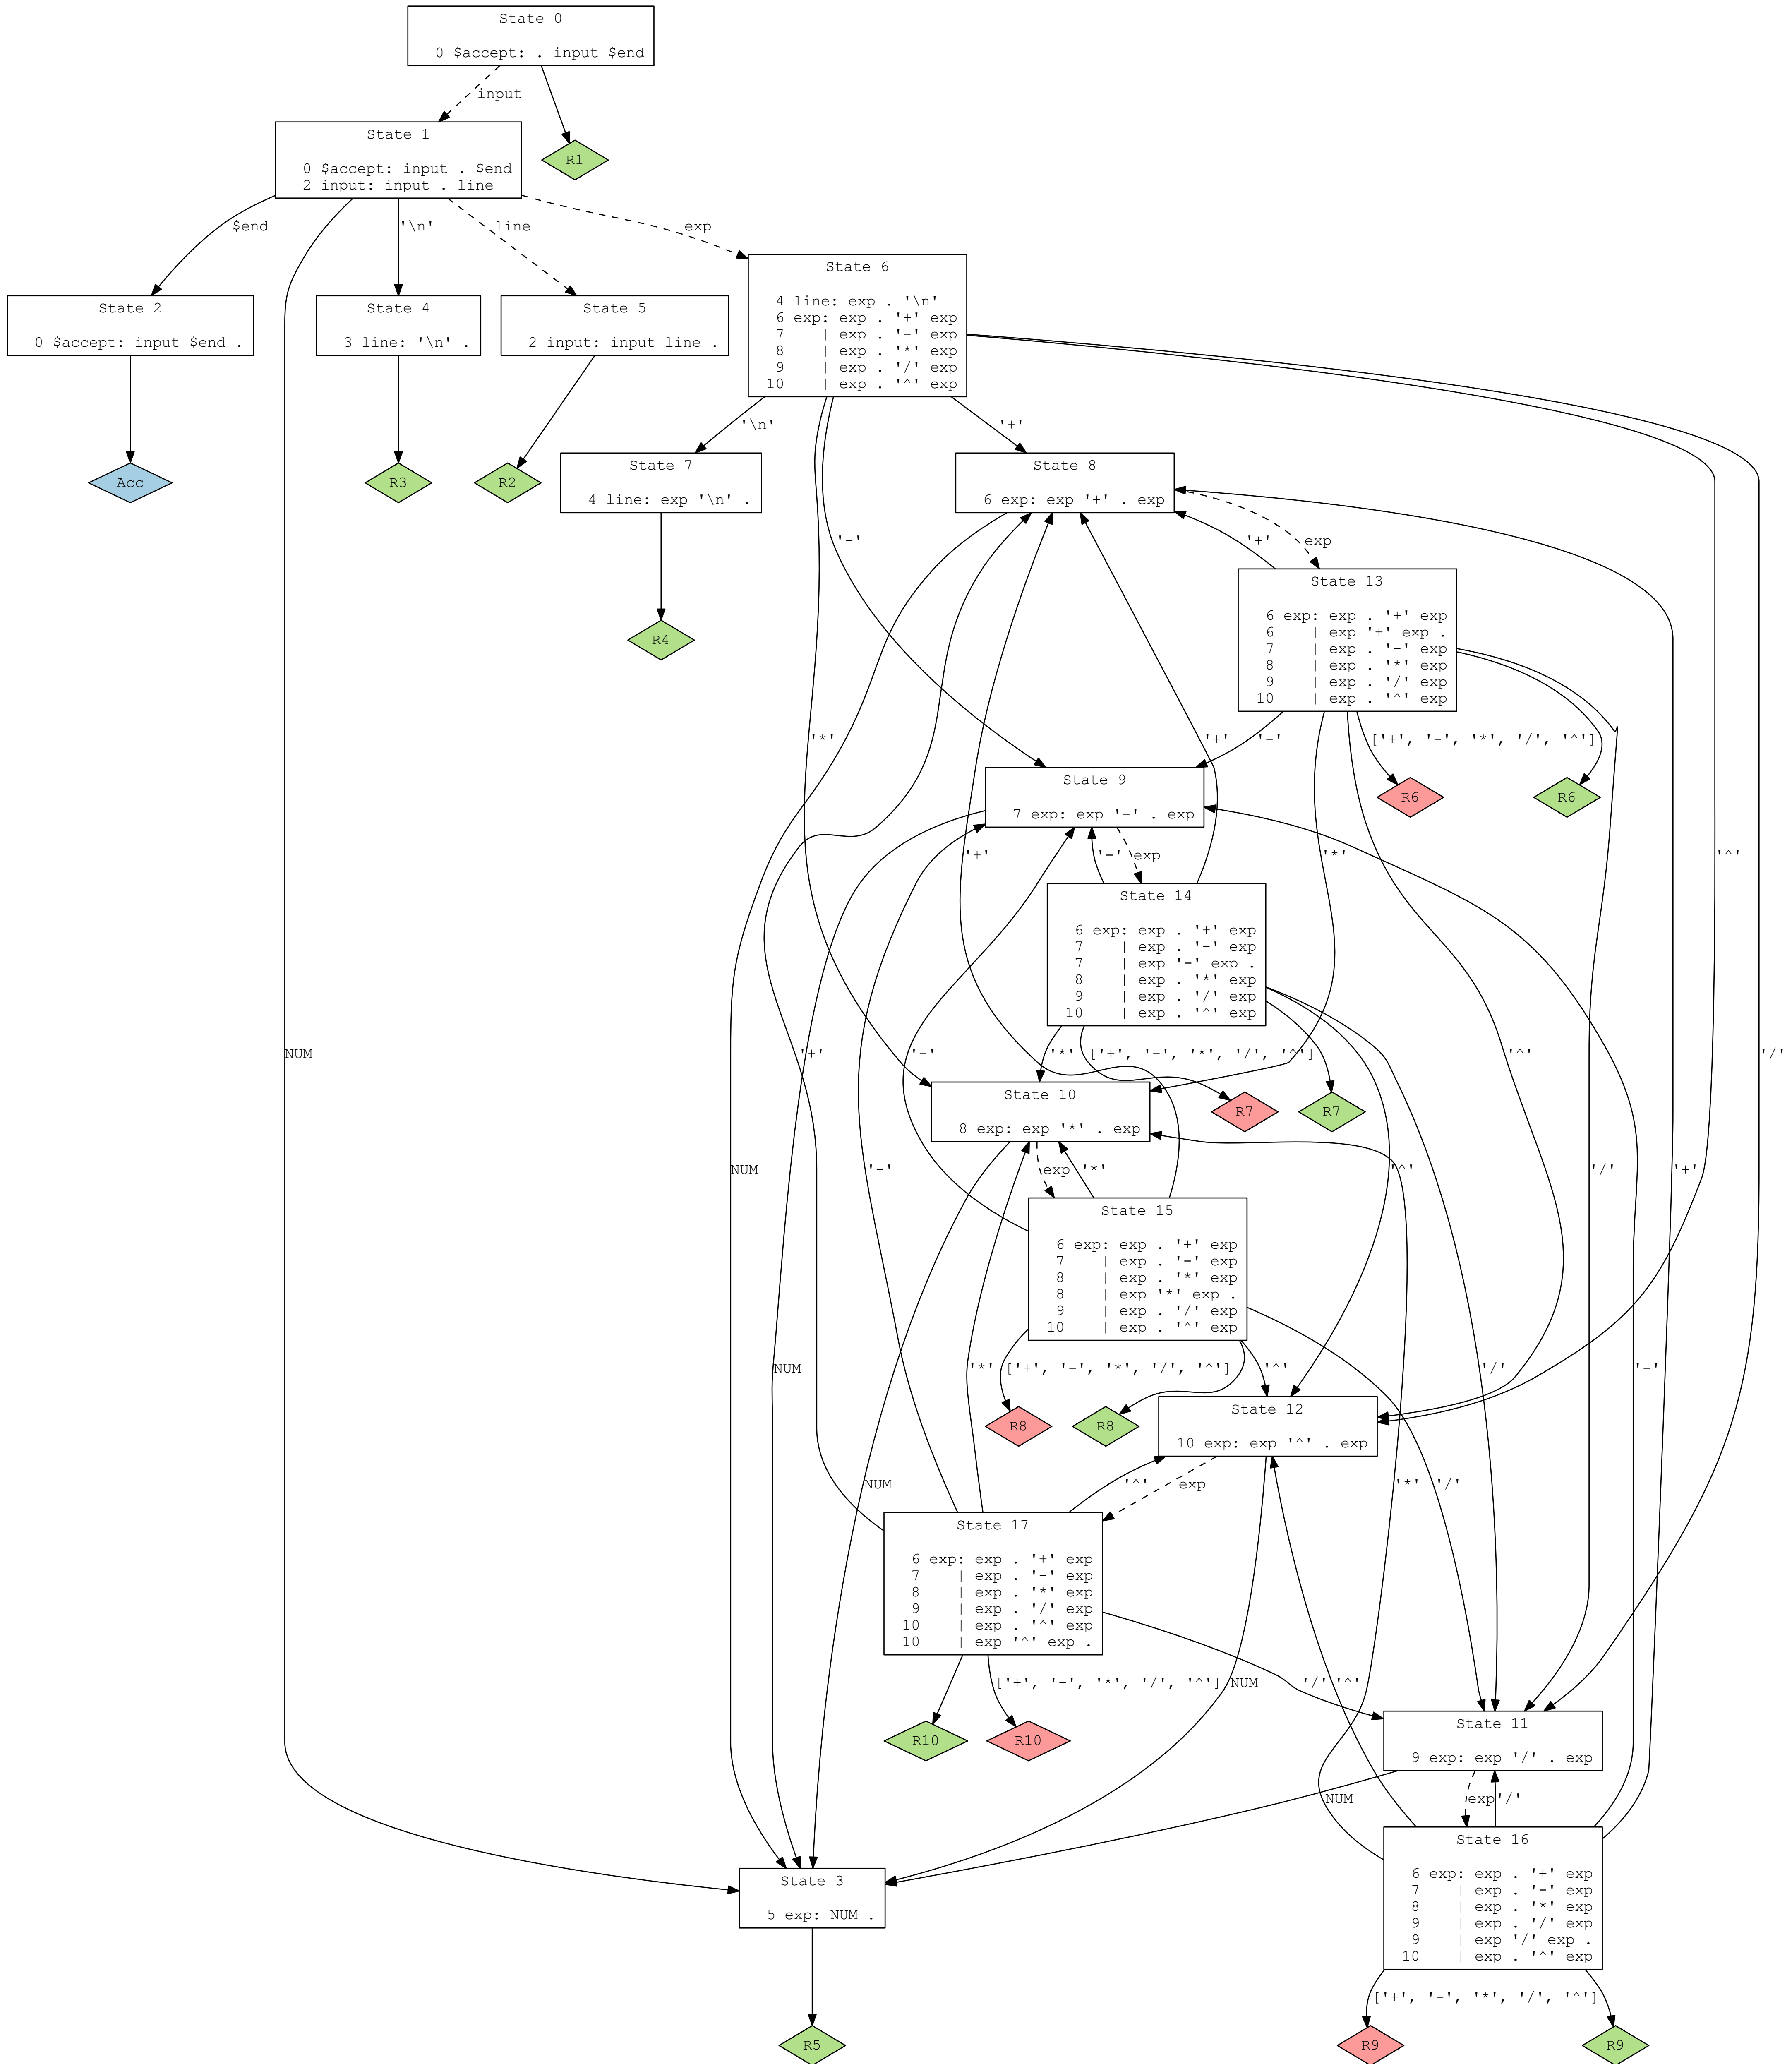 State 0
0 $accept: . input $end
input
State 1
0 $accept: input . $end
2 input: input . line
R1
$end
'\n'
line
exp
State 6
4 line: exp . '\n'
6 exp: exp . '+' exp
7 | exp . '-' exp
8 | exp . '*' exp
9 | exp . '/' exp
10 | exp . '^' exp
State 2
0 $accept: input $end .
State 4
3 line: '\n' .
State 5
2 input: input line .
'\n'
'+'
State 7
4 line: exp '\n' .
State 8
6 exp: exp '+' . exp
Acc
R3
R2
'-'
'+'
exp
State 13
6 exp: exp . '+' exp
6 | exp '+' exp .
7 | exp . '-' exp
8 | exp . '*' exp
9 | exp . '/' exp
10 | exp . '^' exp
R4
'*'
'+'
'-'
['+', '-', '*', '/', '^']
State 9
7 exp: exp '-' . exp
R6
R6
'+'
'-'
exp
'*'
'^'
State 14
6 exp: exp . '+' exp
7 | exp . '-' exp
7 | exp '-' exp .
8 | exp . '*' exp
9 | exp . '/' exp
10 | exp . '^' exp
NUM
'+'
'-'
'*'
['+', '-', '*', '/', '^']
'^'
'/'
State 10
8 exp: exp '*' . exp
R7
R7
NUM
'-'
exp
'*'
'^'
'/'
'+'
State 15
6 exp: exp . '+' exp
7 | exp . '-' exp
8 | exp . '*' exp
8 | exp '*' exp .
9 | exp . '/' exp
10 | exp . '^' exp
NUM
'*'
['+', '-', '*', '/', '^']
'^'
'/'
'-'
R8
R8
State 12
10 exp: exp '^' . exp
NUM
'^'
exp
'*'
'/'
State 17
6 exp: exp . '+' exp
7 | exp . '-' exp
8 | exp . '*' exp
9 | exp . '/' exp
10 | exp . '^' exp
10 | exp '^' exp .
['+', '-', '*', '/', '^']
NUM
'/'
'^'
R10
R10
State 11
9 exp: exp '/' . exp
NUM
exp
'/'
State 16
6 exp: exp . '+' exp
7 | exp . '-' exp
8 | exp . '*' exp
9 | exp . '/' exp
9 | exp '/' exp .
10 | exp . '^' exp
State 3
5 exp: NUM .
['+', '-', '*', '/', '^']
R5
R9
R9